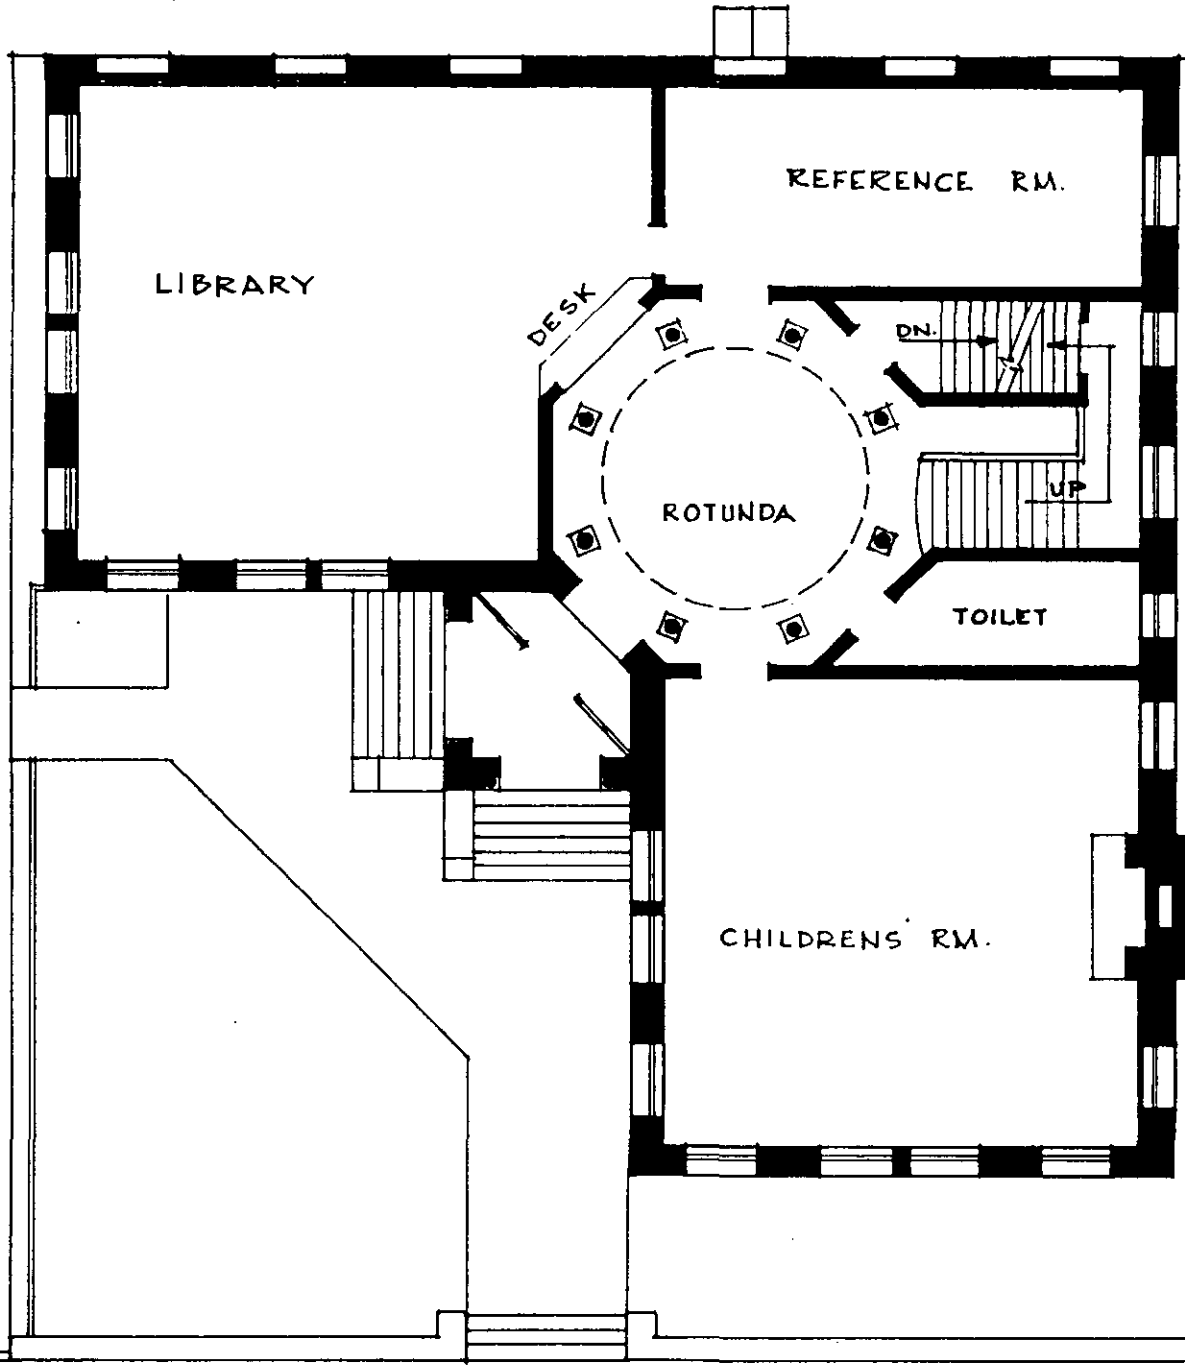 REFERENCE RM.
LIBRARY
DESK
DN.
UP
ROTUNDA
TOILET
CHILDRENS' RM.